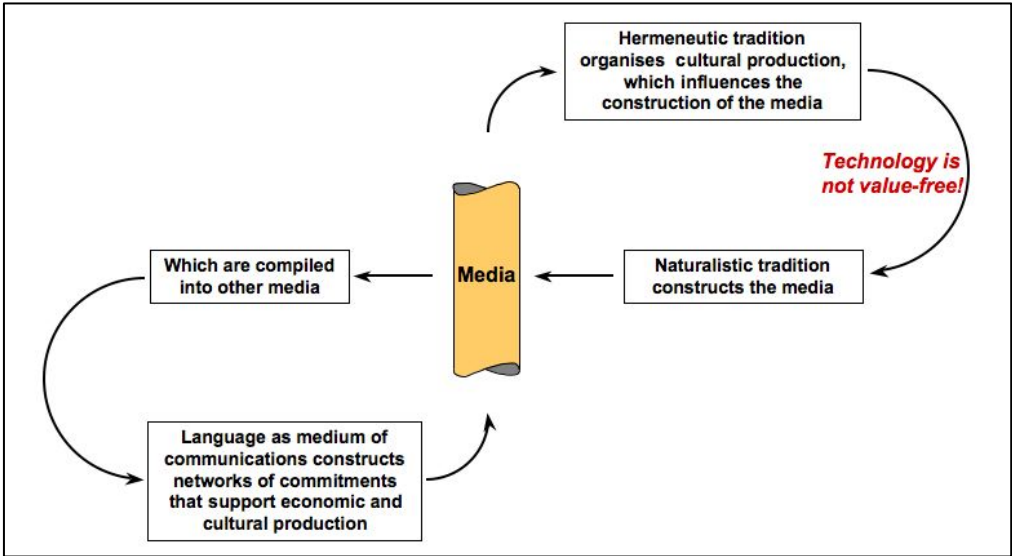 Hermeneutic tradition
organises cultural production,
which influences the
construction of the media
Technology is
not value-free!
Naturalistic tradition
constructs the media
Media
Which are compiled
into other media
Language as medium of
communications constructs
networks of commitments
that support economic and
cultural production